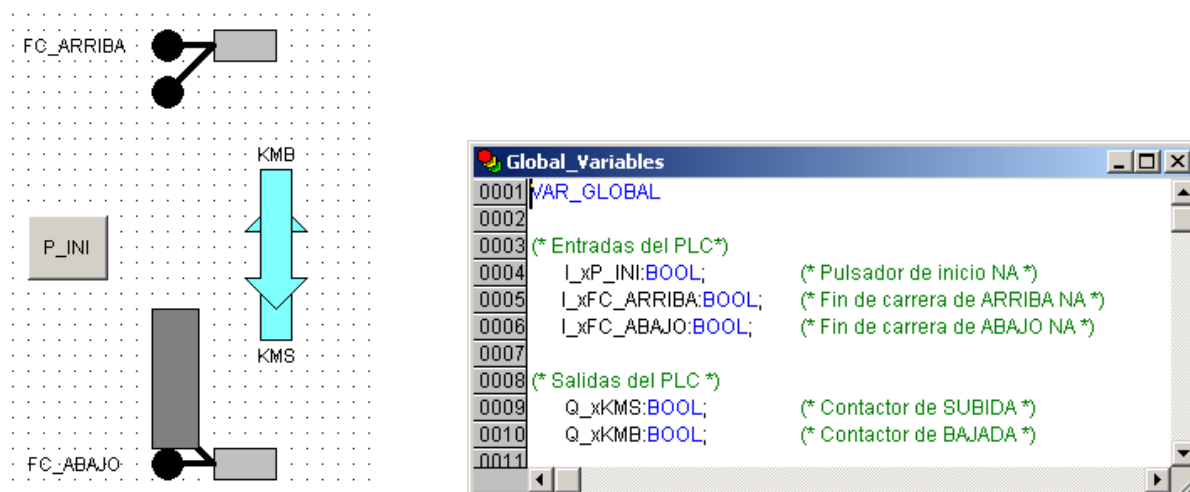 FC_ARRIBA
KMB
P_INI
KMS
FC_ABAJO
Global_Variables
0001 VAR_GLOBAL
0002
0003 (* Entradas del PLC*)
0004 I_xP_INI:BOOL; (* Pulsador de inicio NA *)
0005 I_xFC_ARRIBA:BOOL; (* Fin de carrera de ARRIBA NA *)
0006 I_xFC_ABAJO:BOOL; (* Fin de carrera de ABAJO NA *)
0007
0008 (* Salidas del PLC *)
0009 Q_xKMS:BOOL; (* Contactor de SUBIDA *)
0010 Q_xKMB:BOOL; (* Contactor de BAJADA *)
0011